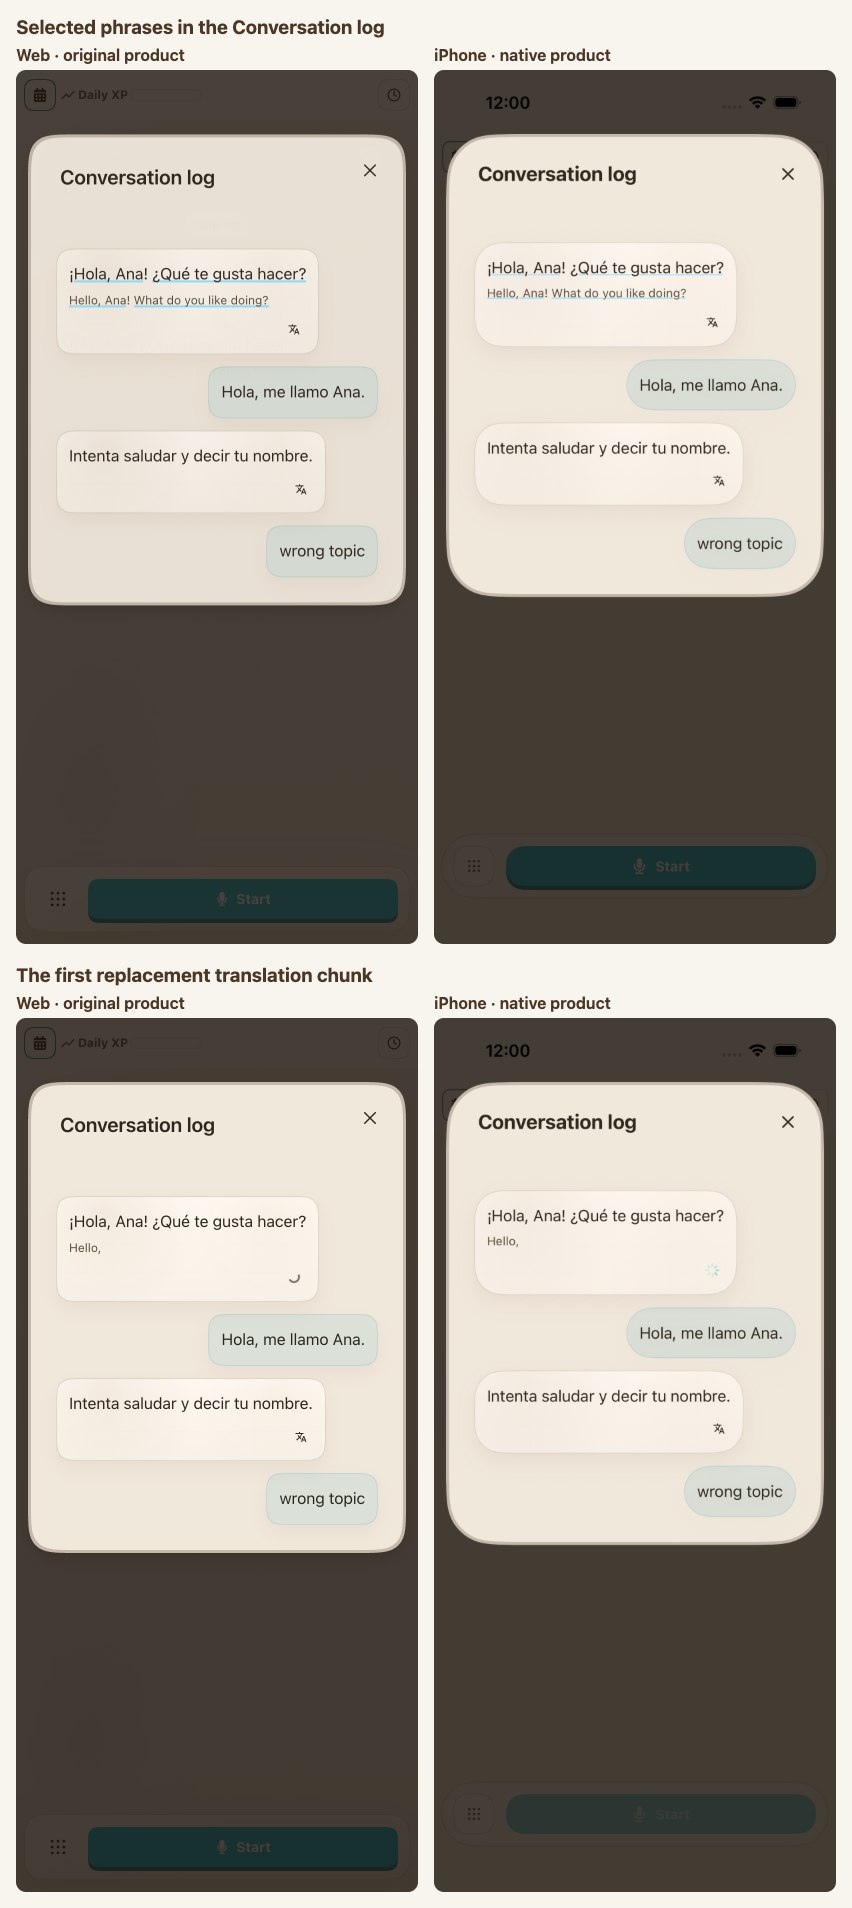 Selected phrases in the Conversation log
Web · original product
iPhone · native product
Daily XP
Conversation log
¡Hola, Ana! ¿Qué te gusta hacer?
Hello, Ana! What do you like doing?
Hola, me llamo Ana.
Intenta saludar y decir tu nombre.
wrong topic
Start
12:00
Conversation log
¡Hola, Ana! ¿Qué te gusta hacer?
Hello, Ana! What do you like doing?
Hola, me llamo Ana.
Intenta saludar y decir tu nombre.
wrong topic
Start
The first replacement translation chunk
Web · original product
iPhone · native product
Daily XP
Conversation log
¡Hola, Ana! ¿Qué te gusta hacer?
Hello,
Hola, me llamo Ana.
Intenta saludar y decir tu nombre.
wrong topic
Start
12:00
Conversation log
¡Hola, Ana! ¿Qué te gusta hacer?
Hello,
Hola, me llamo Ana.
Intenta saludar y decir tu nombre.
wrong topic
Start